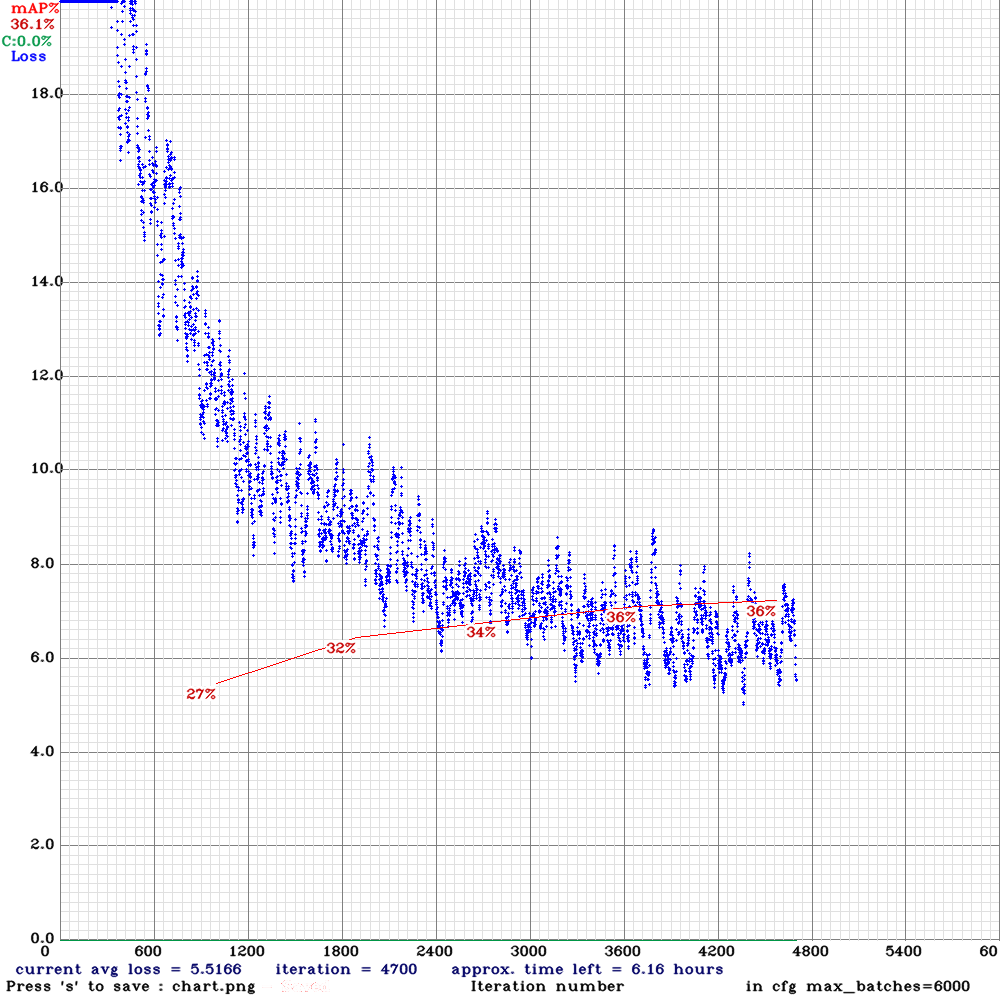 mAP%
36.1%
C:0.0%
Loss
18.0
16.0
14.0
12.0
10.0
8.0
6.0
4.0
2.0
0.0
27%
32%
34%
36%
36%
0 600 1200 1800 2400 3000 3600 4200 4800 5400 60
current avg loss = 5.5166 iteration = 4700 approx. time left = 6.16 hours
Press 's' to save : chart.png Iteration number in cfg max_batches=6000